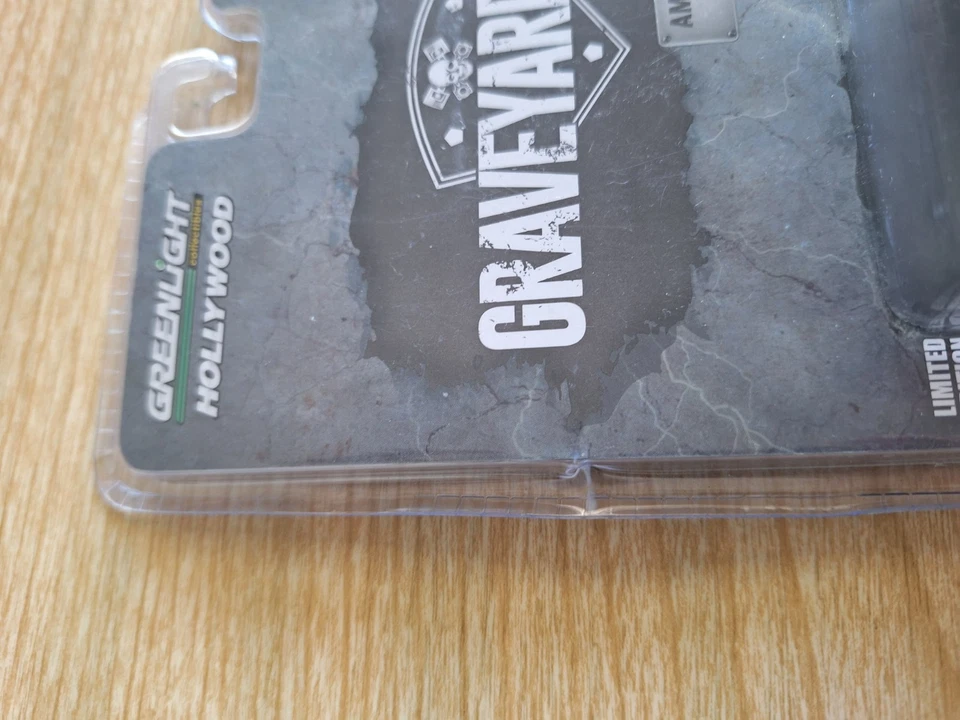 GREENLiGHT
collectibles
HOLLYWOOD
GRAVEYARD
LIMITED